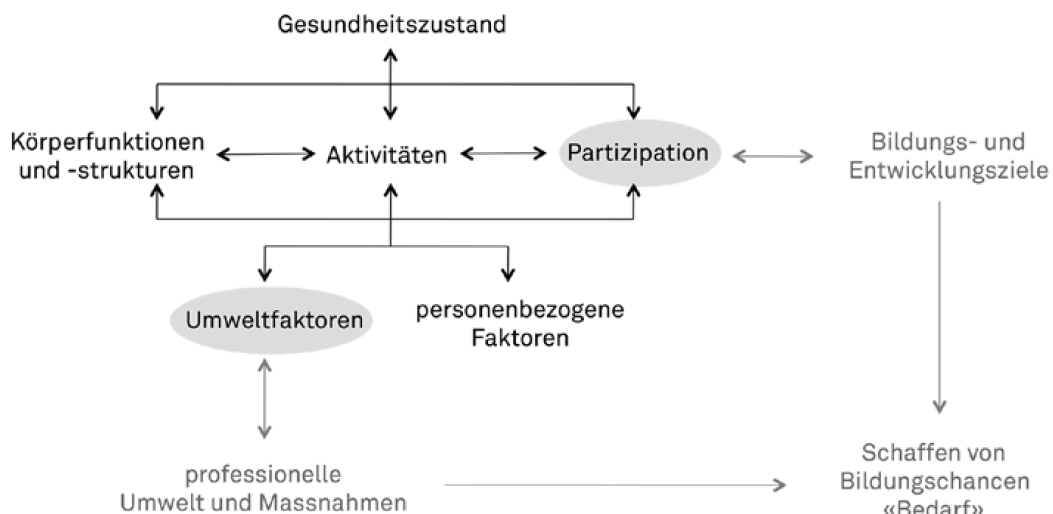 Gesundheitszustand
Körperfunktionen
und -strukturen
Aktivitäten
Partizipation
Bildungs- und
Entwicklungsziele
Umweltfaktoren
personenbezogene
Faktoren
professionelle
Umwelt und Massnahmen
Schaffen von
Bildungschancen
«Bedarf»